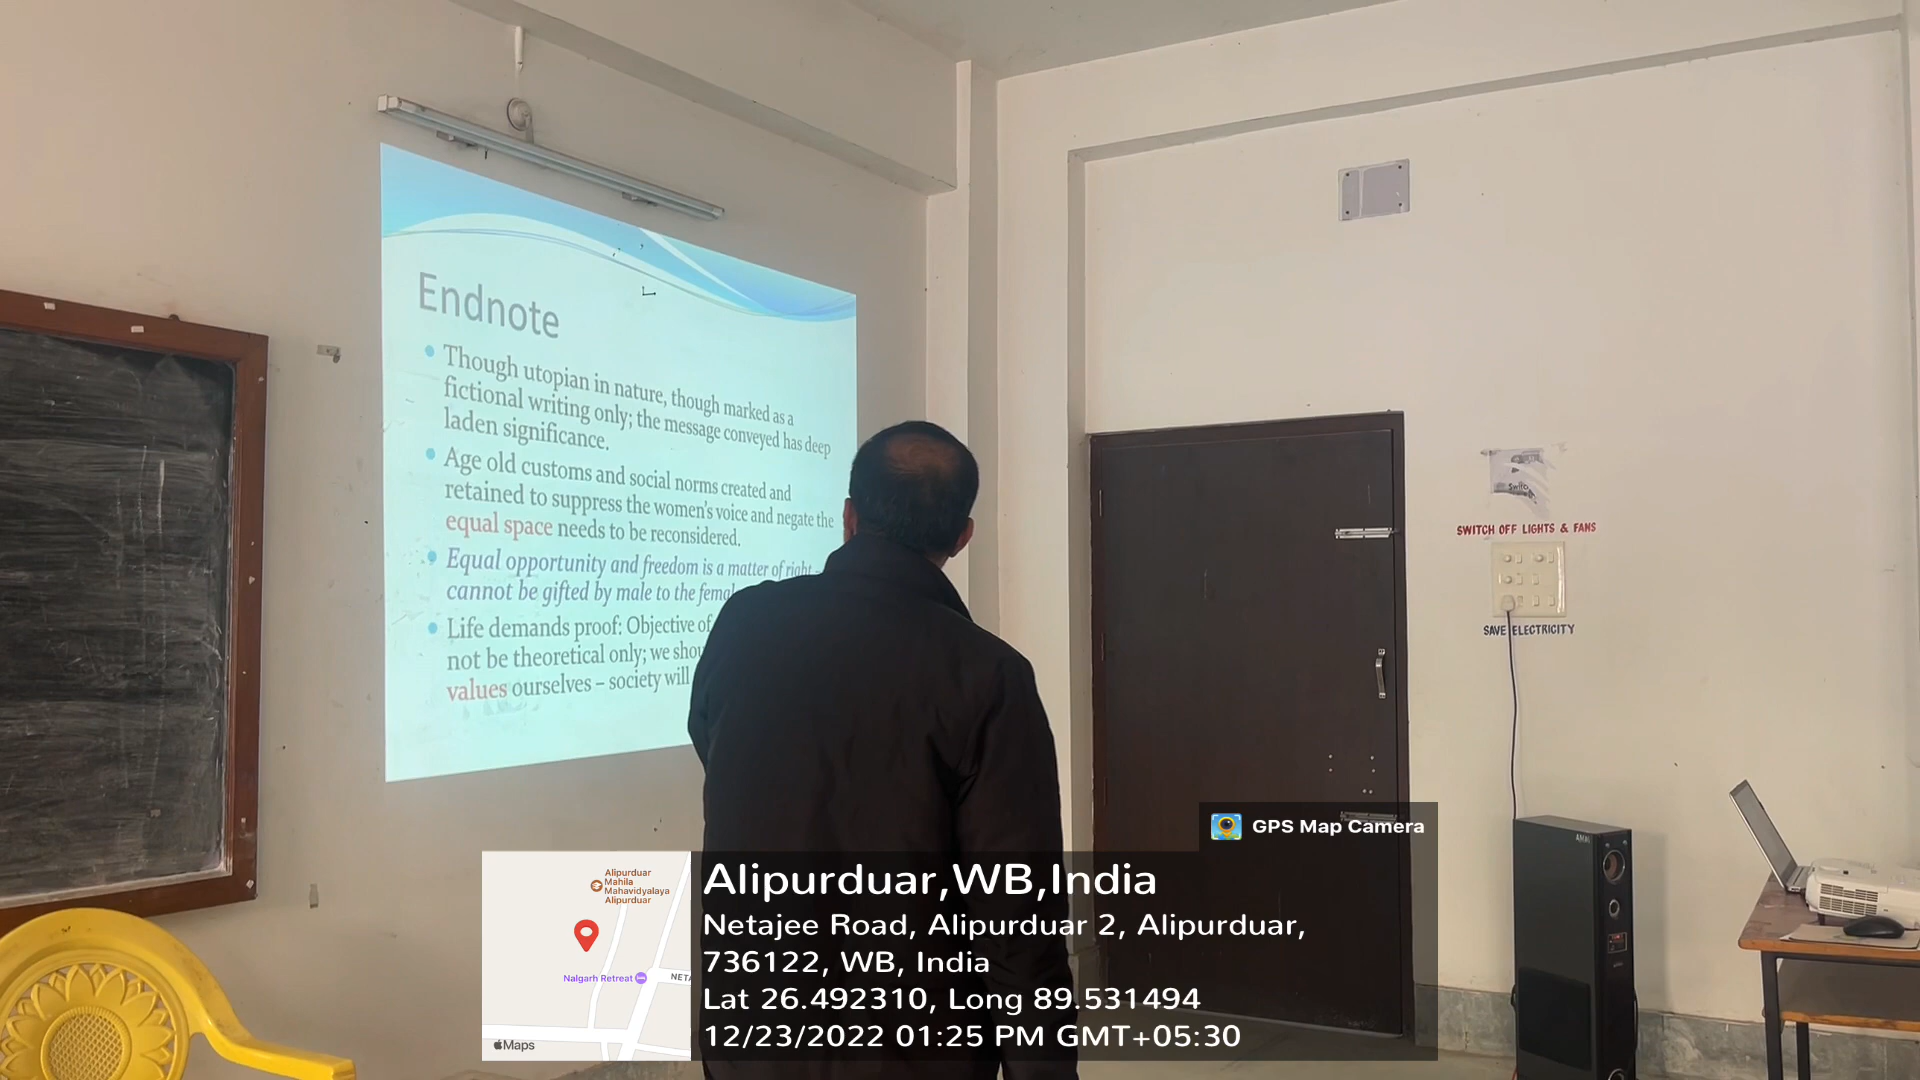 Endnote
Though utopian in nature, though marked as a
fictional writing only; the message conveyed has deep
laden significance.
Age old customs and social norms created and
retained to suppress the women's voice and negate the
equal space needs to be reconsidered.
Equal opportunity and freedom is a matter of right –
cannot be gifted by male to the
Life demands proof: Objective of
not be theoretical only; we
values ourselves – society will
Switch
SWITCH OFF LIGHTS & FANS
SAVE ELECTRICITY
GPS Map Camera
Alipurduar
Mahila
Mahavidyalaya
Alipurduar
Nalgarh Retreat
Maps
Alipurduar,WB,India
Netajee Road, Alipurduar 2, Alipurduar,
736122, WB, India
Lat 26.492310, Long 89.531494
12/23/2022 01:25 PM GMT+05:30